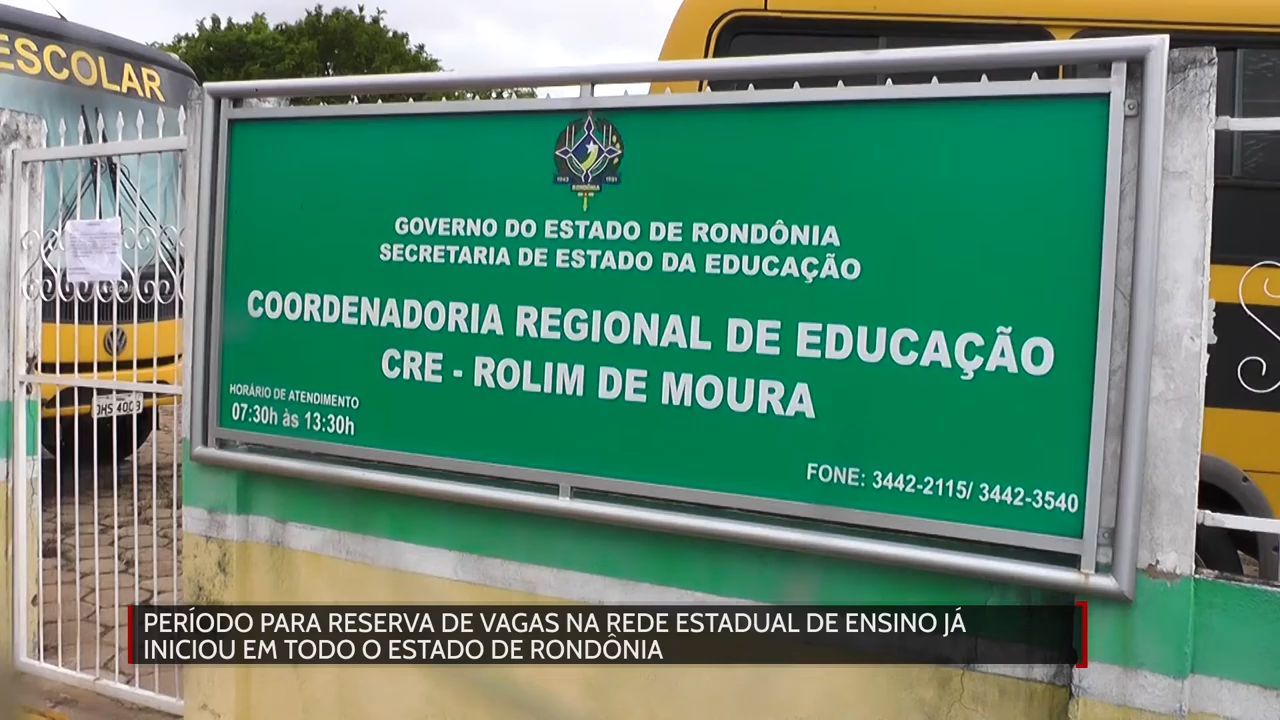 ESCOLAR
RONDÔNIA
GOVERNO DO ESTADO DE RONDÔNIA
SECRETARIA DE ESTADO DA EDUCAÇÃO
COORDENADORIA REGIONAL DE EDUCAÇÃO
CRE - ROLIM DE MOURA
HORÁRIO DE ATENDIMENTO
07:30h às 13:30h
FONE: 3442-2115/ 3442-3540
PERÍODO PARA RESERVA DE VAGAS NA REDE ESTADUAL DE ENSINO JÁ
INICIOU EM TODO O ESTADO DE RONDÔNIA